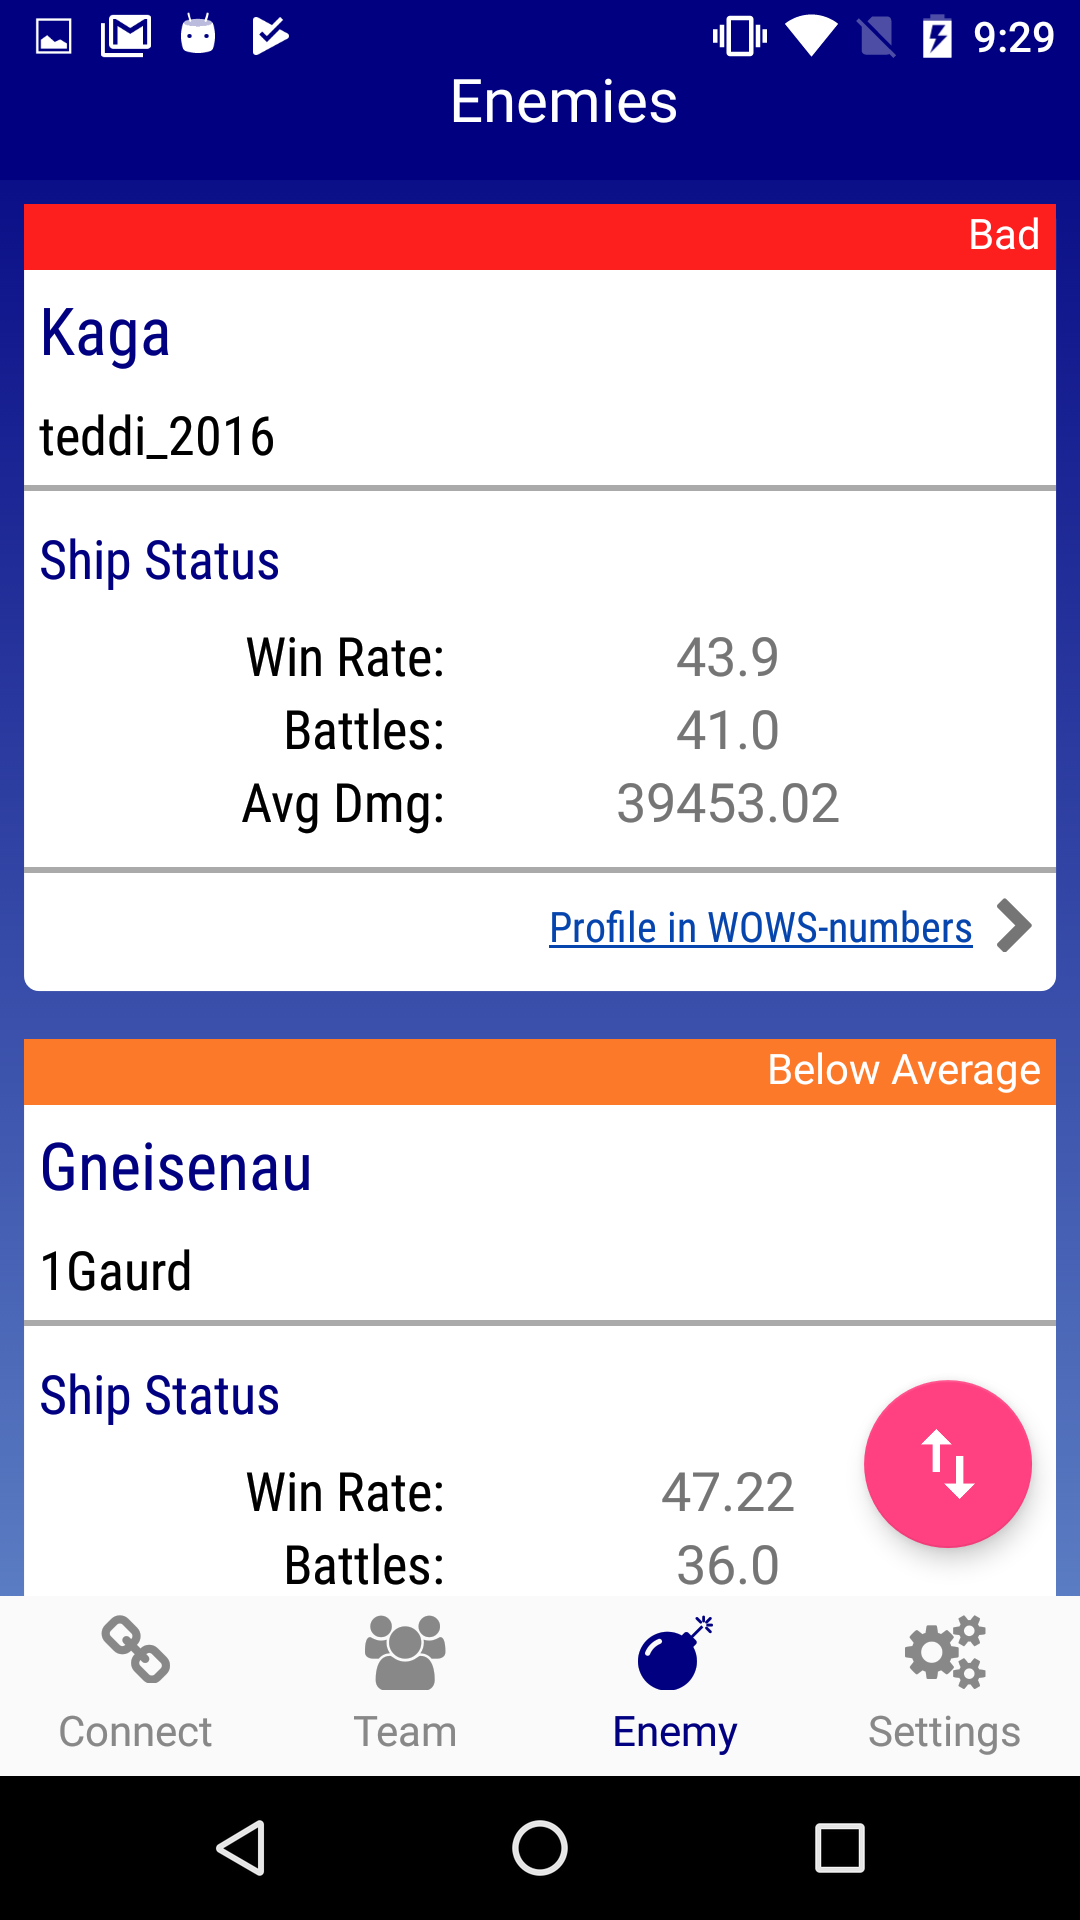 9:29
Enemies
Bad
Kaga
teddi_2016
Ship Status
Win Rate: 43.9
Battles: 41.0
Avg Dmg: 39453.02
Profile in WOWS-numbers
Below Average
Gneisenau
1Gaurd
Ship Status
Win Rate: 47.22
Battles: 36.0
Connect Team Enemy Settings